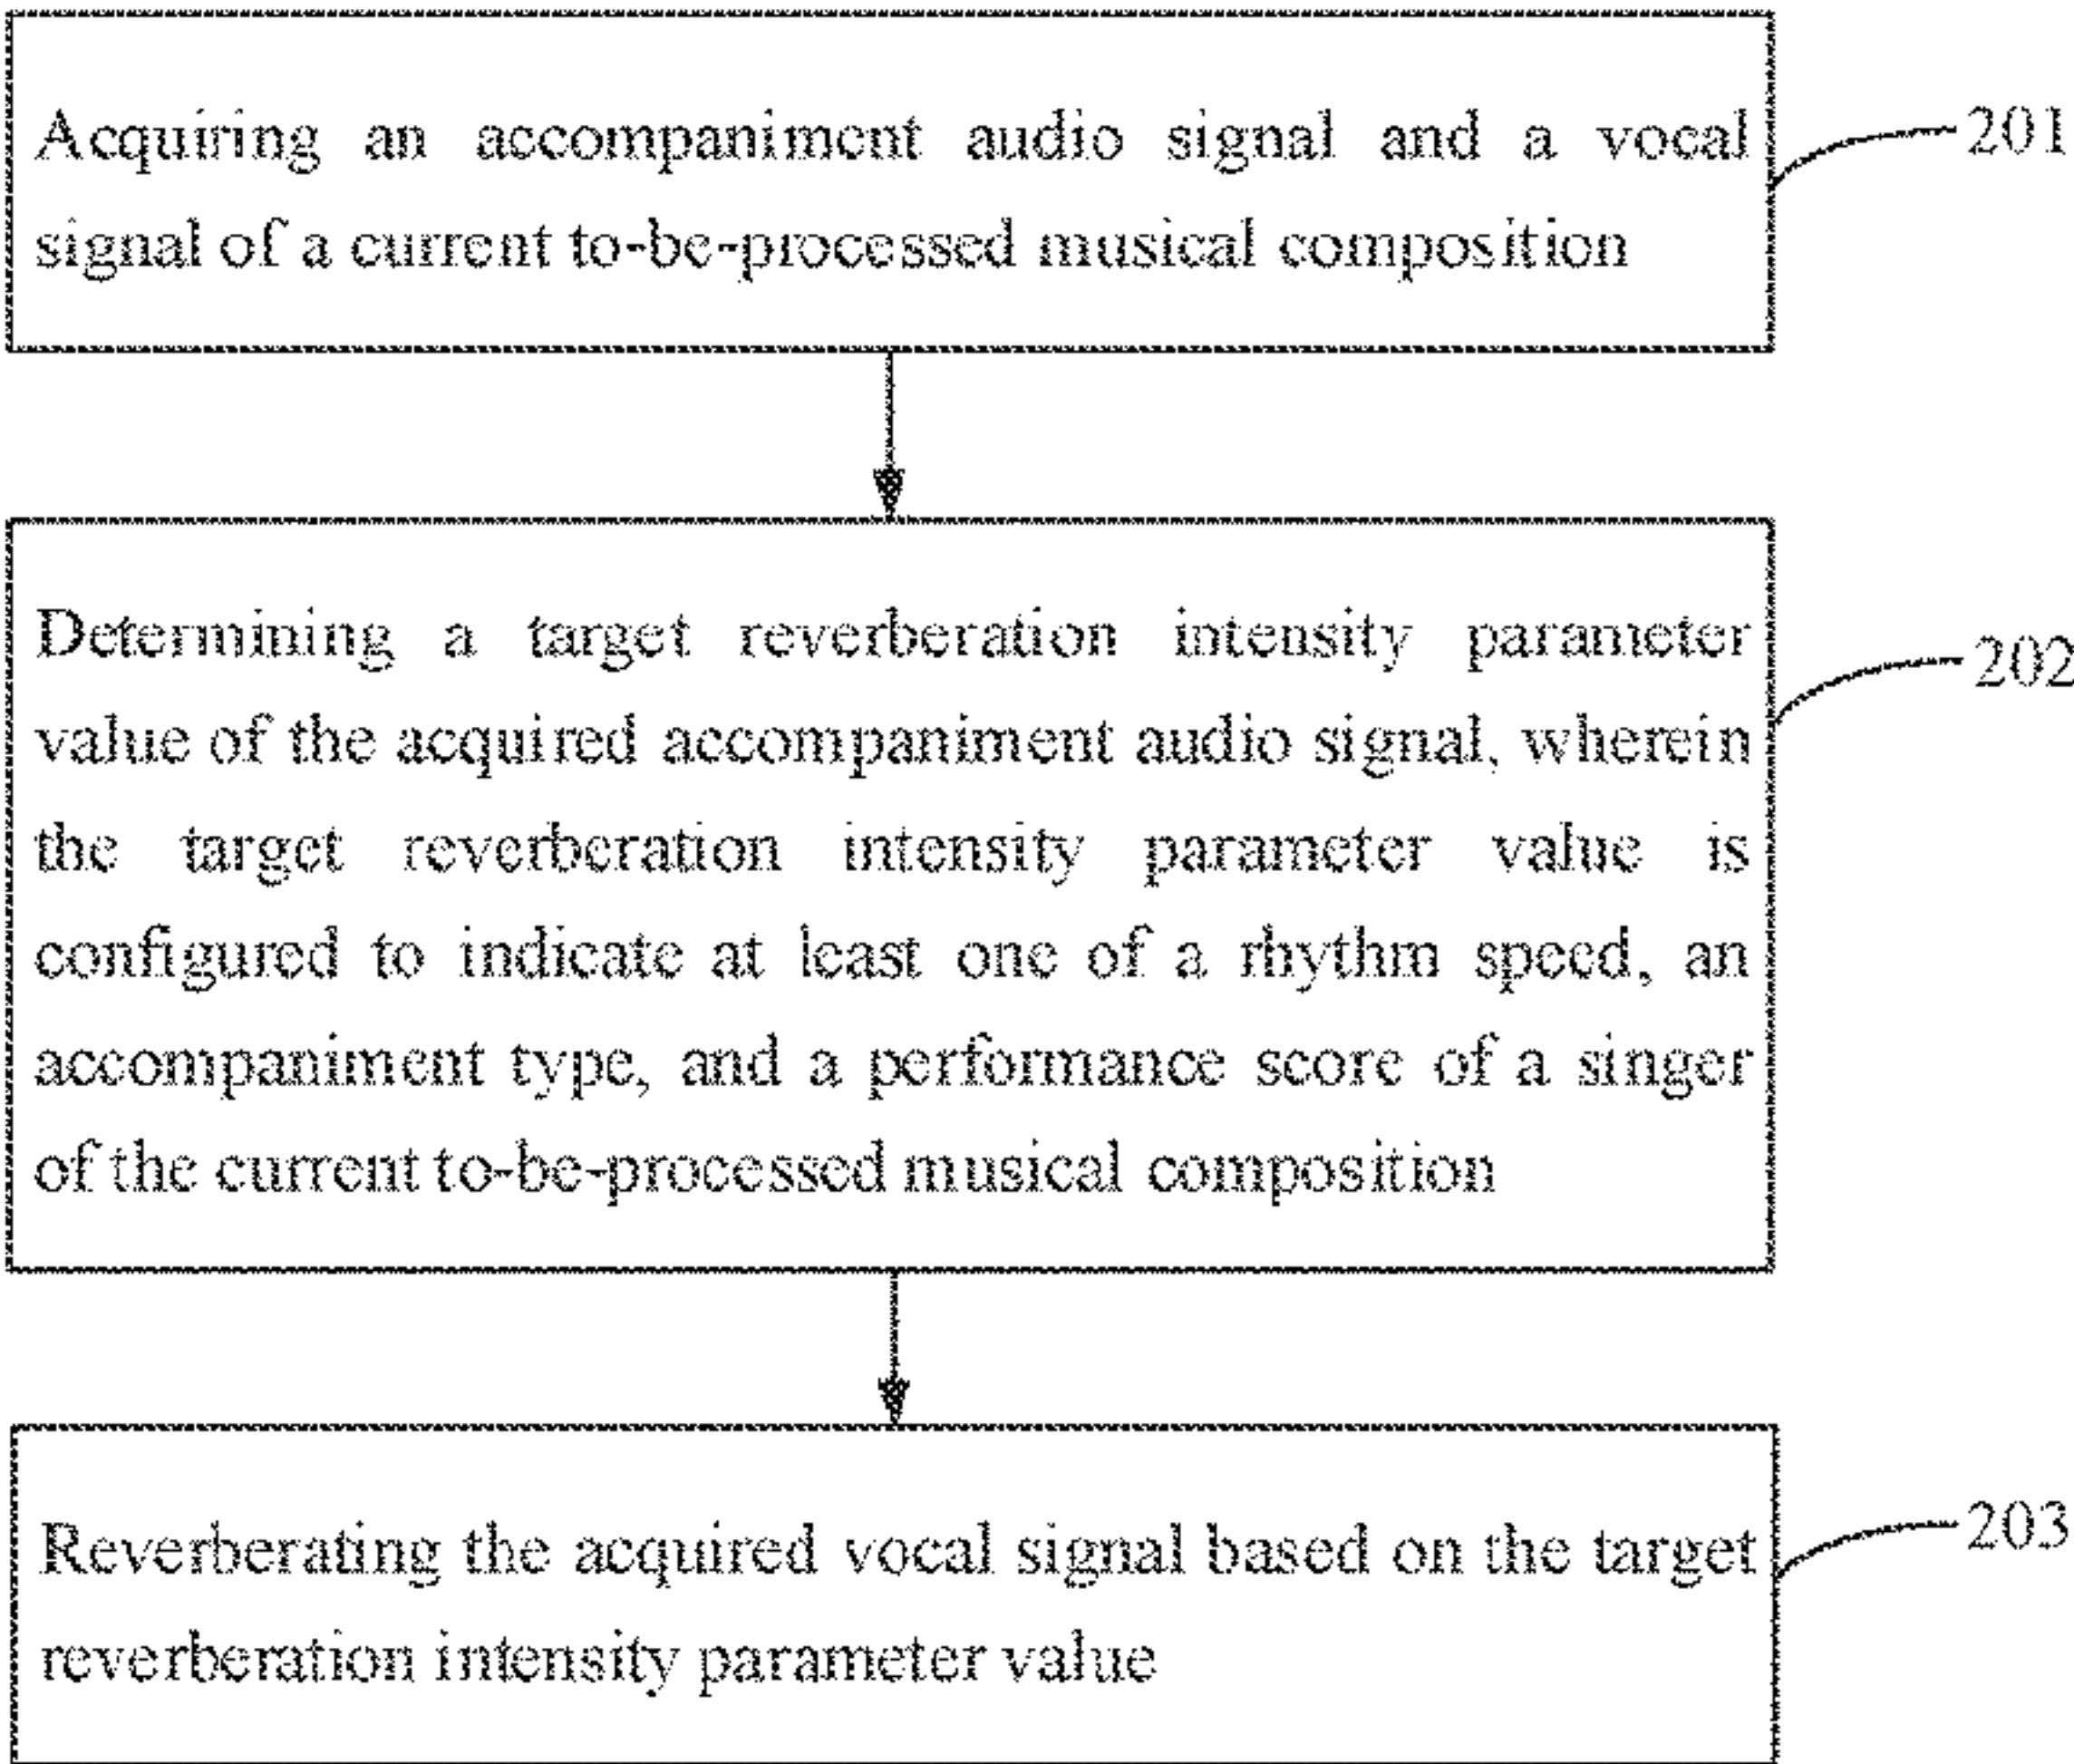 Acquiring an accompaniment audio signal and a vocal
signal of a current to-be-processed musical composition
201
Determining a target reverberation intensity parameter
value of the acquired accompaniment audio signal, wherein
the target reverberation intensity parameter value is
configured to indicate at least one of a rhythm speed, an
accompaniment type, and a performance score of a singer
of the current to-be-processed musical composition
202
Reverberating the acquired vocal signal based on the target
reverberation intensity parameter value
203